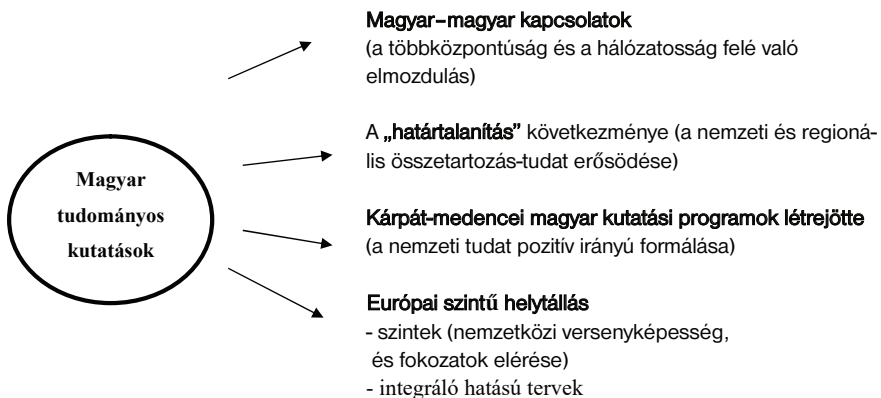 Magyar
tudományos
kutatások
Magyar–magyar kapcsolatok
(a többközpontúság és a hálózatosság felé való
elmozdulás)
A „határtalanítás” következménye (a nemzeti és regioná-
lis összetartozás-tudat erősödése)
Kárpát-medencei magyar kutatási programok létrejötte
(a nemzeti tudat pozitív irányú formálása)
Európai szintű helytállás
- szintek (nemzetközi versenyképesség,
és fokozatok elérése)
- integráló hatású tervek